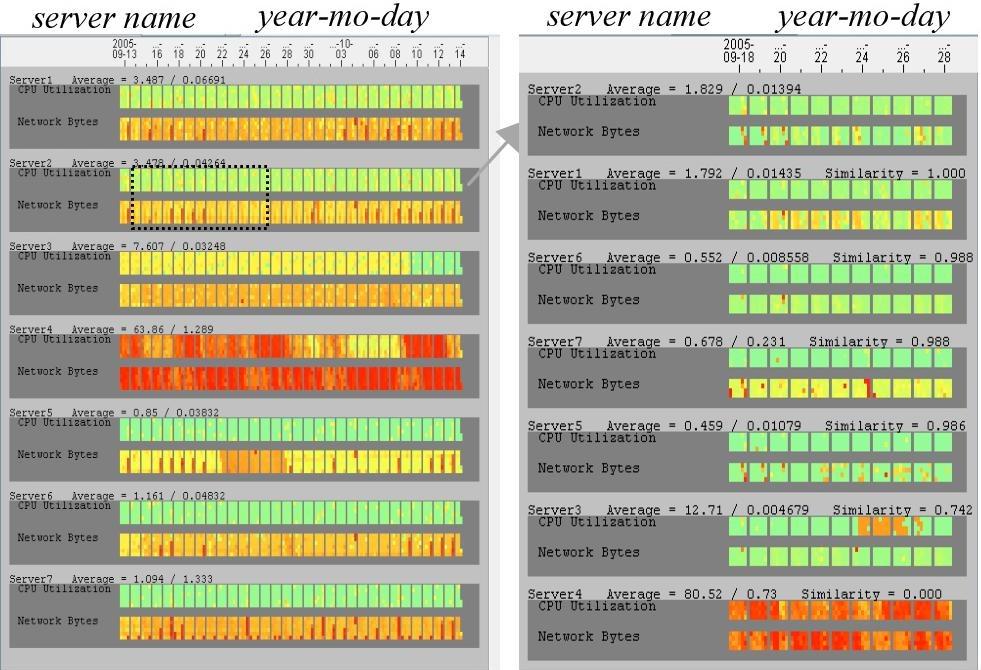 server name year-mo-day
2005- ...- ...- ...- ...- ...- ...- ...- ...- ...-10- ...- ...- ...- ...- ...-
09-13 16 18 20 22 24 26 28 30 03 06 08 10 12 14
Server1 Average = 3.487 / 0.06691
CPU Utilization
Network Bytes
Server2 Average = 3.478 / 0.04264
CPU Utilization
Network Bytes
Server3 Average = 7.607 / 0.03248
CPU Utilization
Network Bytes
Server4 Average = 63.86 / 1.289
CPU Utilization
Network Bytes
Server5 Average = 0.85 / 0.03832
CPU Utilization
Network Bytes
Server6 Average = 1.161 / 0.04832
CPU Utilization
Network Bytes
Server7 Average = 1.094 / 1.333
CPU Utilization
Network Bytes
server name year-mo-day
2005- ...- ...- ...- ...- ...-
09-18 20 22 24 26 28
Server2 Average = 1.829 / 0.01394
CPU Utilization
Network Bytes
Server1 Average = 1.792 / 0.01435 Similarity = 1.000
CPU Utilization
Network Bytes
Server6 Average = 0.552 / 0.008558 Similarity = 0.988
CPU Utilization
Network Bytes
Server7 Average = 0.678 / 0.231 Similarity = 0.988
CPU Utilization
Network Bytes
Server5 Average = 0.459 / 0.01079 Similarity = 0.986
CPU Utilization
Network Bytes
Server3 Average = 12.71 / 0.004679 Similarity = 0.742
CPU Utilization
Network Bytes
Server4 Average = 80.52 / 0.73 Similarity = 0.000
CPU Utilization
Network Bytes